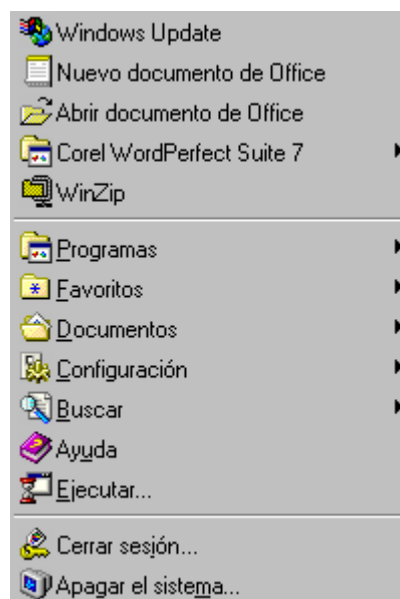 Windows Update
Nuevo documento de Office
Abrir documento de Office
Corel WordPerfect Suite 7
WinZip
Programas
Favoritos
Documentos
Configuración
Buscar
Ayuda
Ejecutar...
Cerrar sesión...
Apagar el sistema...